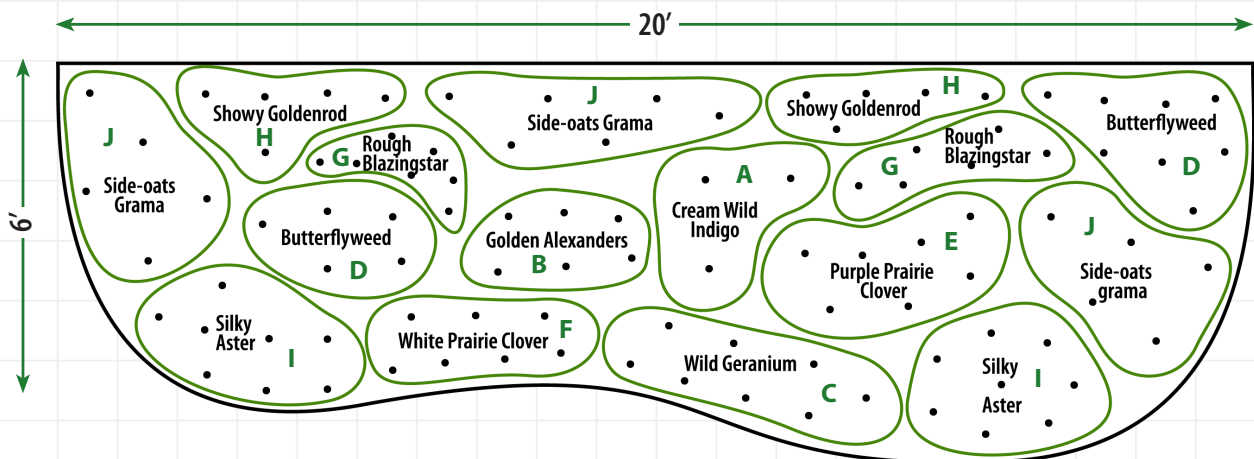 20'
6'
J
Side-oats
Grama
Showy Goldenrod
H
G
Rough
Blazingstar
J
Side-oats Grama
H
Showy Goldenrod
Rough
Blazingstar
G
Butterflyweed
D
Butterflyweed
D
Golden Alexanders
B
A
Cream Wild
Indigo
E
Purple Prairie
Clover
J
Side-oats
grama
Silky
Aster
I
White Prairie Clover
F
Wild Geranium
C
Silky
I
Aster